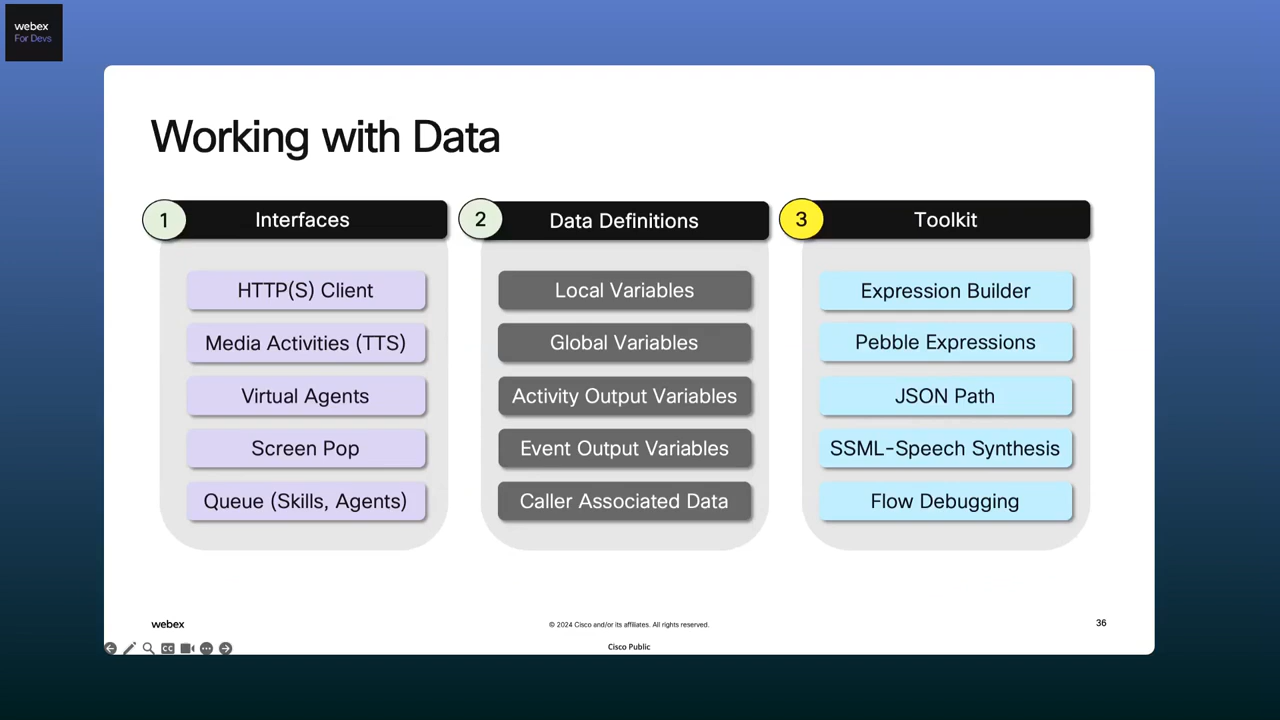 webex
For Devs
Working with Data
1
Interfaces
HTTP(S) Client
Media Activities (TTS)
Virtual Agents
Screen Pop
Queue (Skills, Agents)
2
Data Definitions
Local Variables
Global Variables
Activity Output Variables
Event Output Variables
Caller Associated Data
3
Toolkit
Expression Builder
Pebble Expressions
JSON Path
SSML-Speech Synthesis
Flow Debugging
webex
© 2024 Cisco and/or its affiliates. All rights reserved.
36
CC
Cisco Public